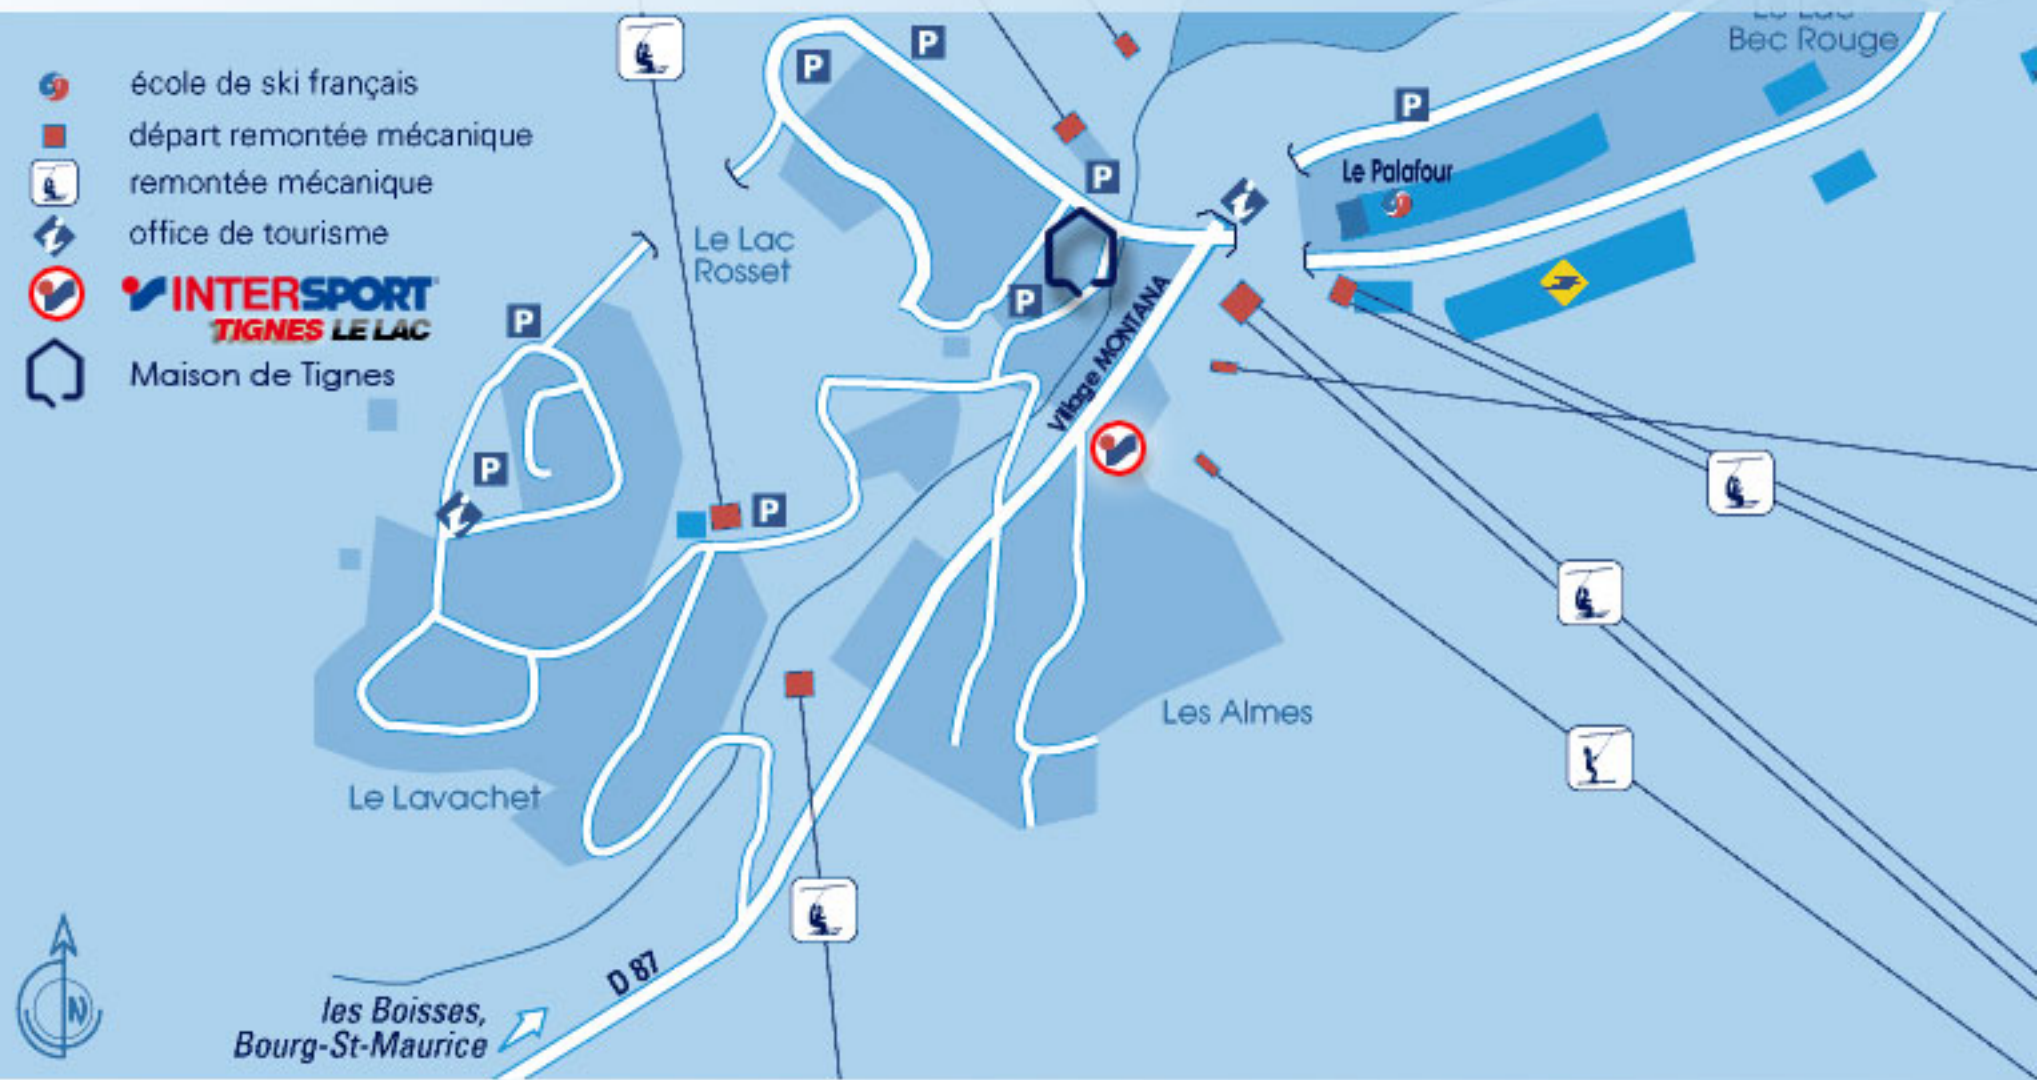 Le Lac
Bec Rouge
P
P
école de ski français
départ remontée mécanique
remontée mécanique
office de tourisme
INTERSPORT
TIGNES LE LAC
Maison de Tignes
P
P
Le Palafour
Le Lac
Rosset
P
P
P
P
Village MONTANA
Les Almes
Le Lavachet
D 87
les Boisses,
Bourg-St-Maurice
N